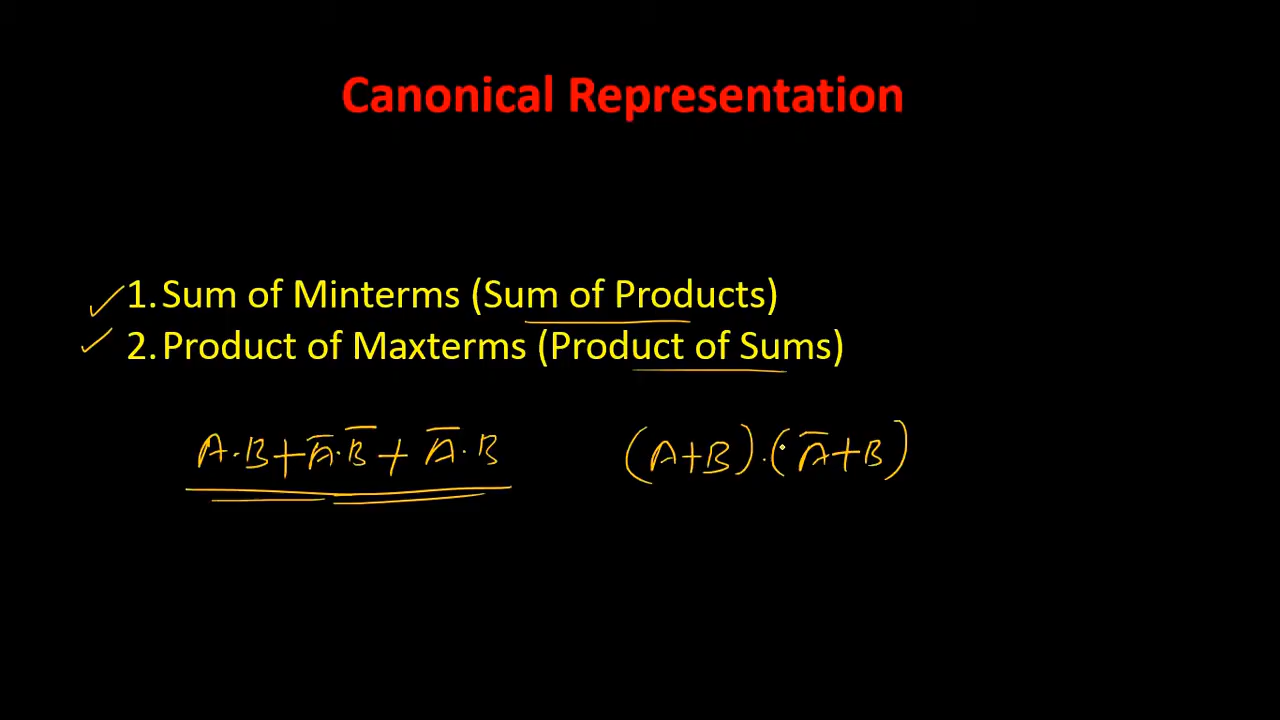 Canonical Representation
1. Sum of Minterms (Sum of Products)
2. Product of Maxterms (Product of Sums)
A·B+A̅·B̅+A̅·B (A+B)·(A̅+B)